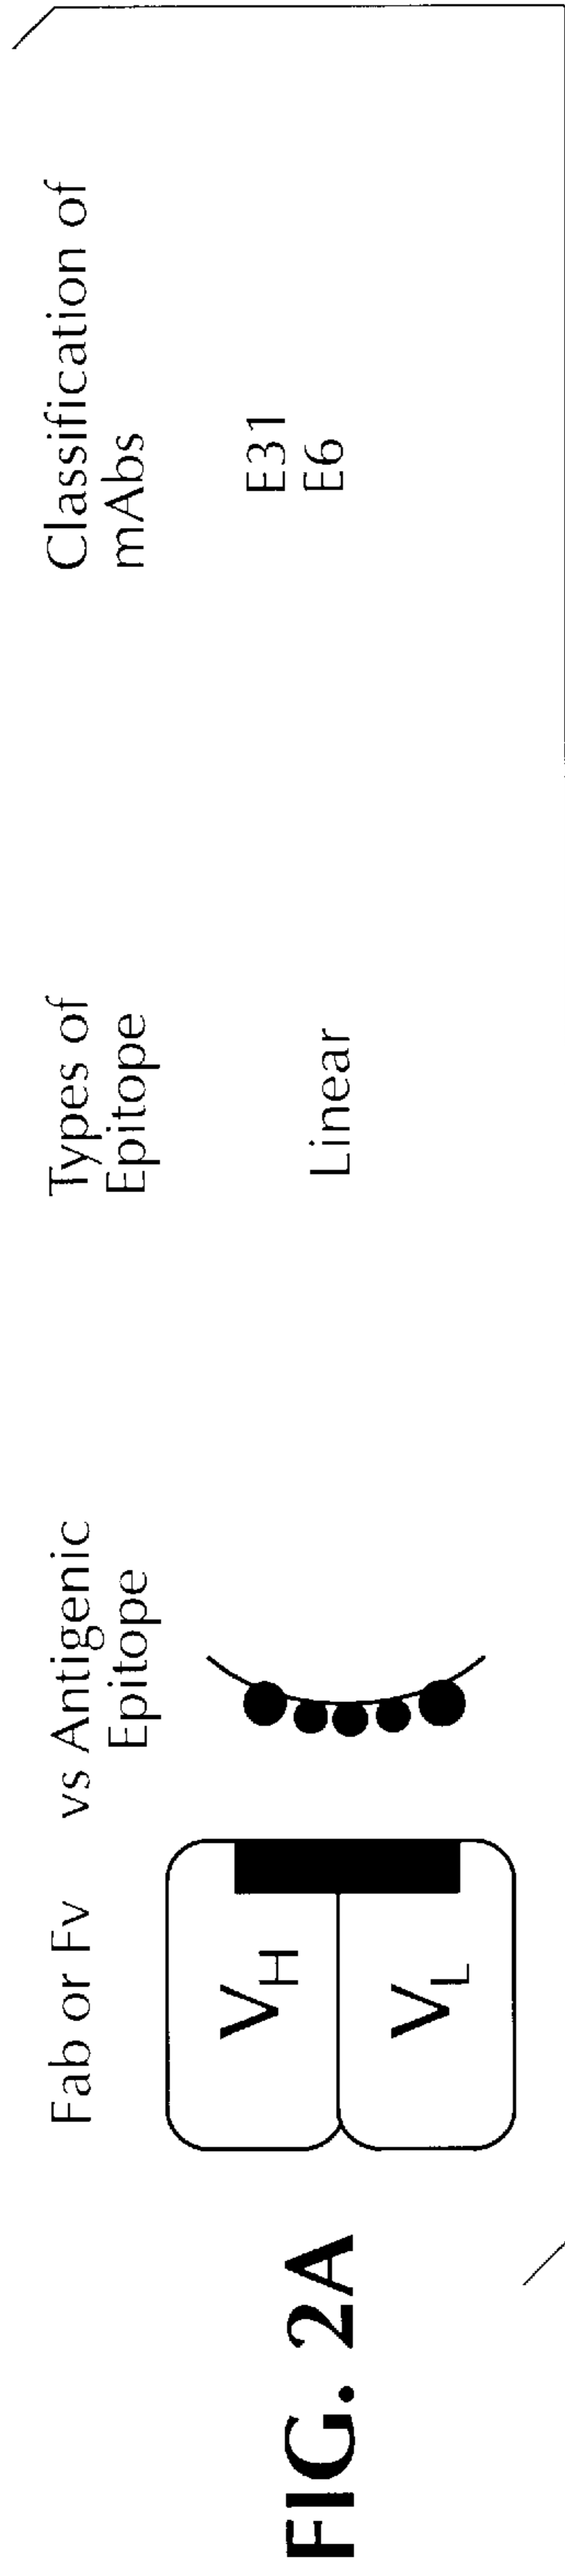 Fab or Fv vs Antigenic
Epitope
Types of
Epitope
Classification of
mAbs
FIG. 2A
VH
VL
Linear
E31
E6